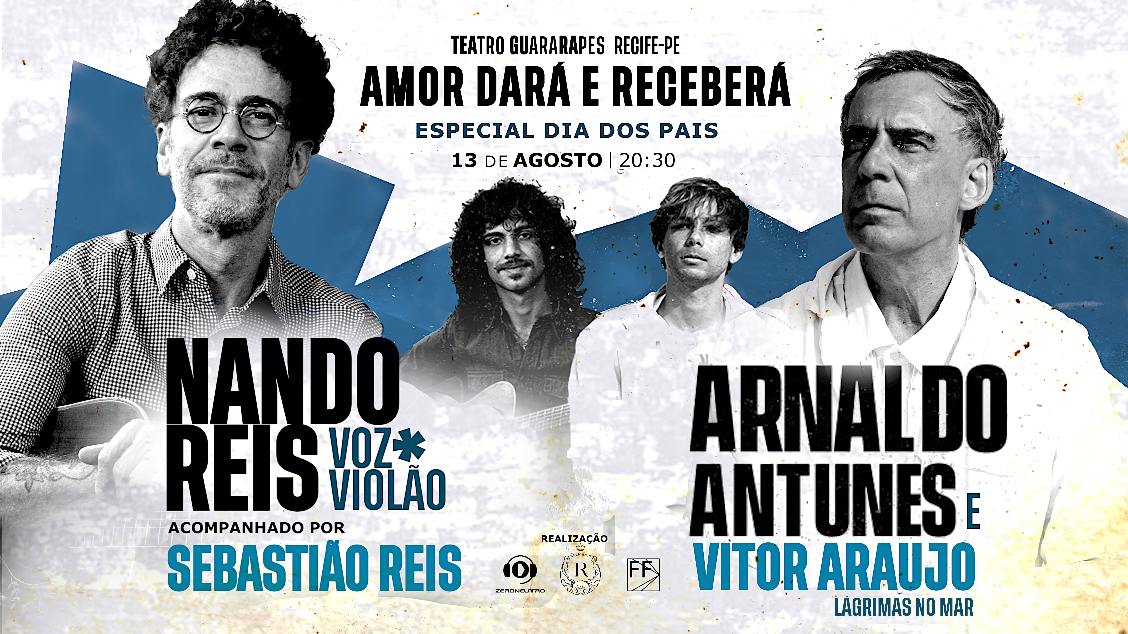 TEATRO GUARARAPES RECIFE-PE
AMOR DARÁ E RECEBERÁ
ESPECIAL DIA DOS PAIS
13 DE AGOSTO | 20:30
NANDO
REIS VOZ*
VIOLÃO
ACOMPANHADO POR
SEBASTIÃO REIS
REALIZAÇÃO
ZERONEUTRO
R
FF
ARNALDO
ANTUNES E
VITOR ARAUJO
LÁGRIMAS NO MAR